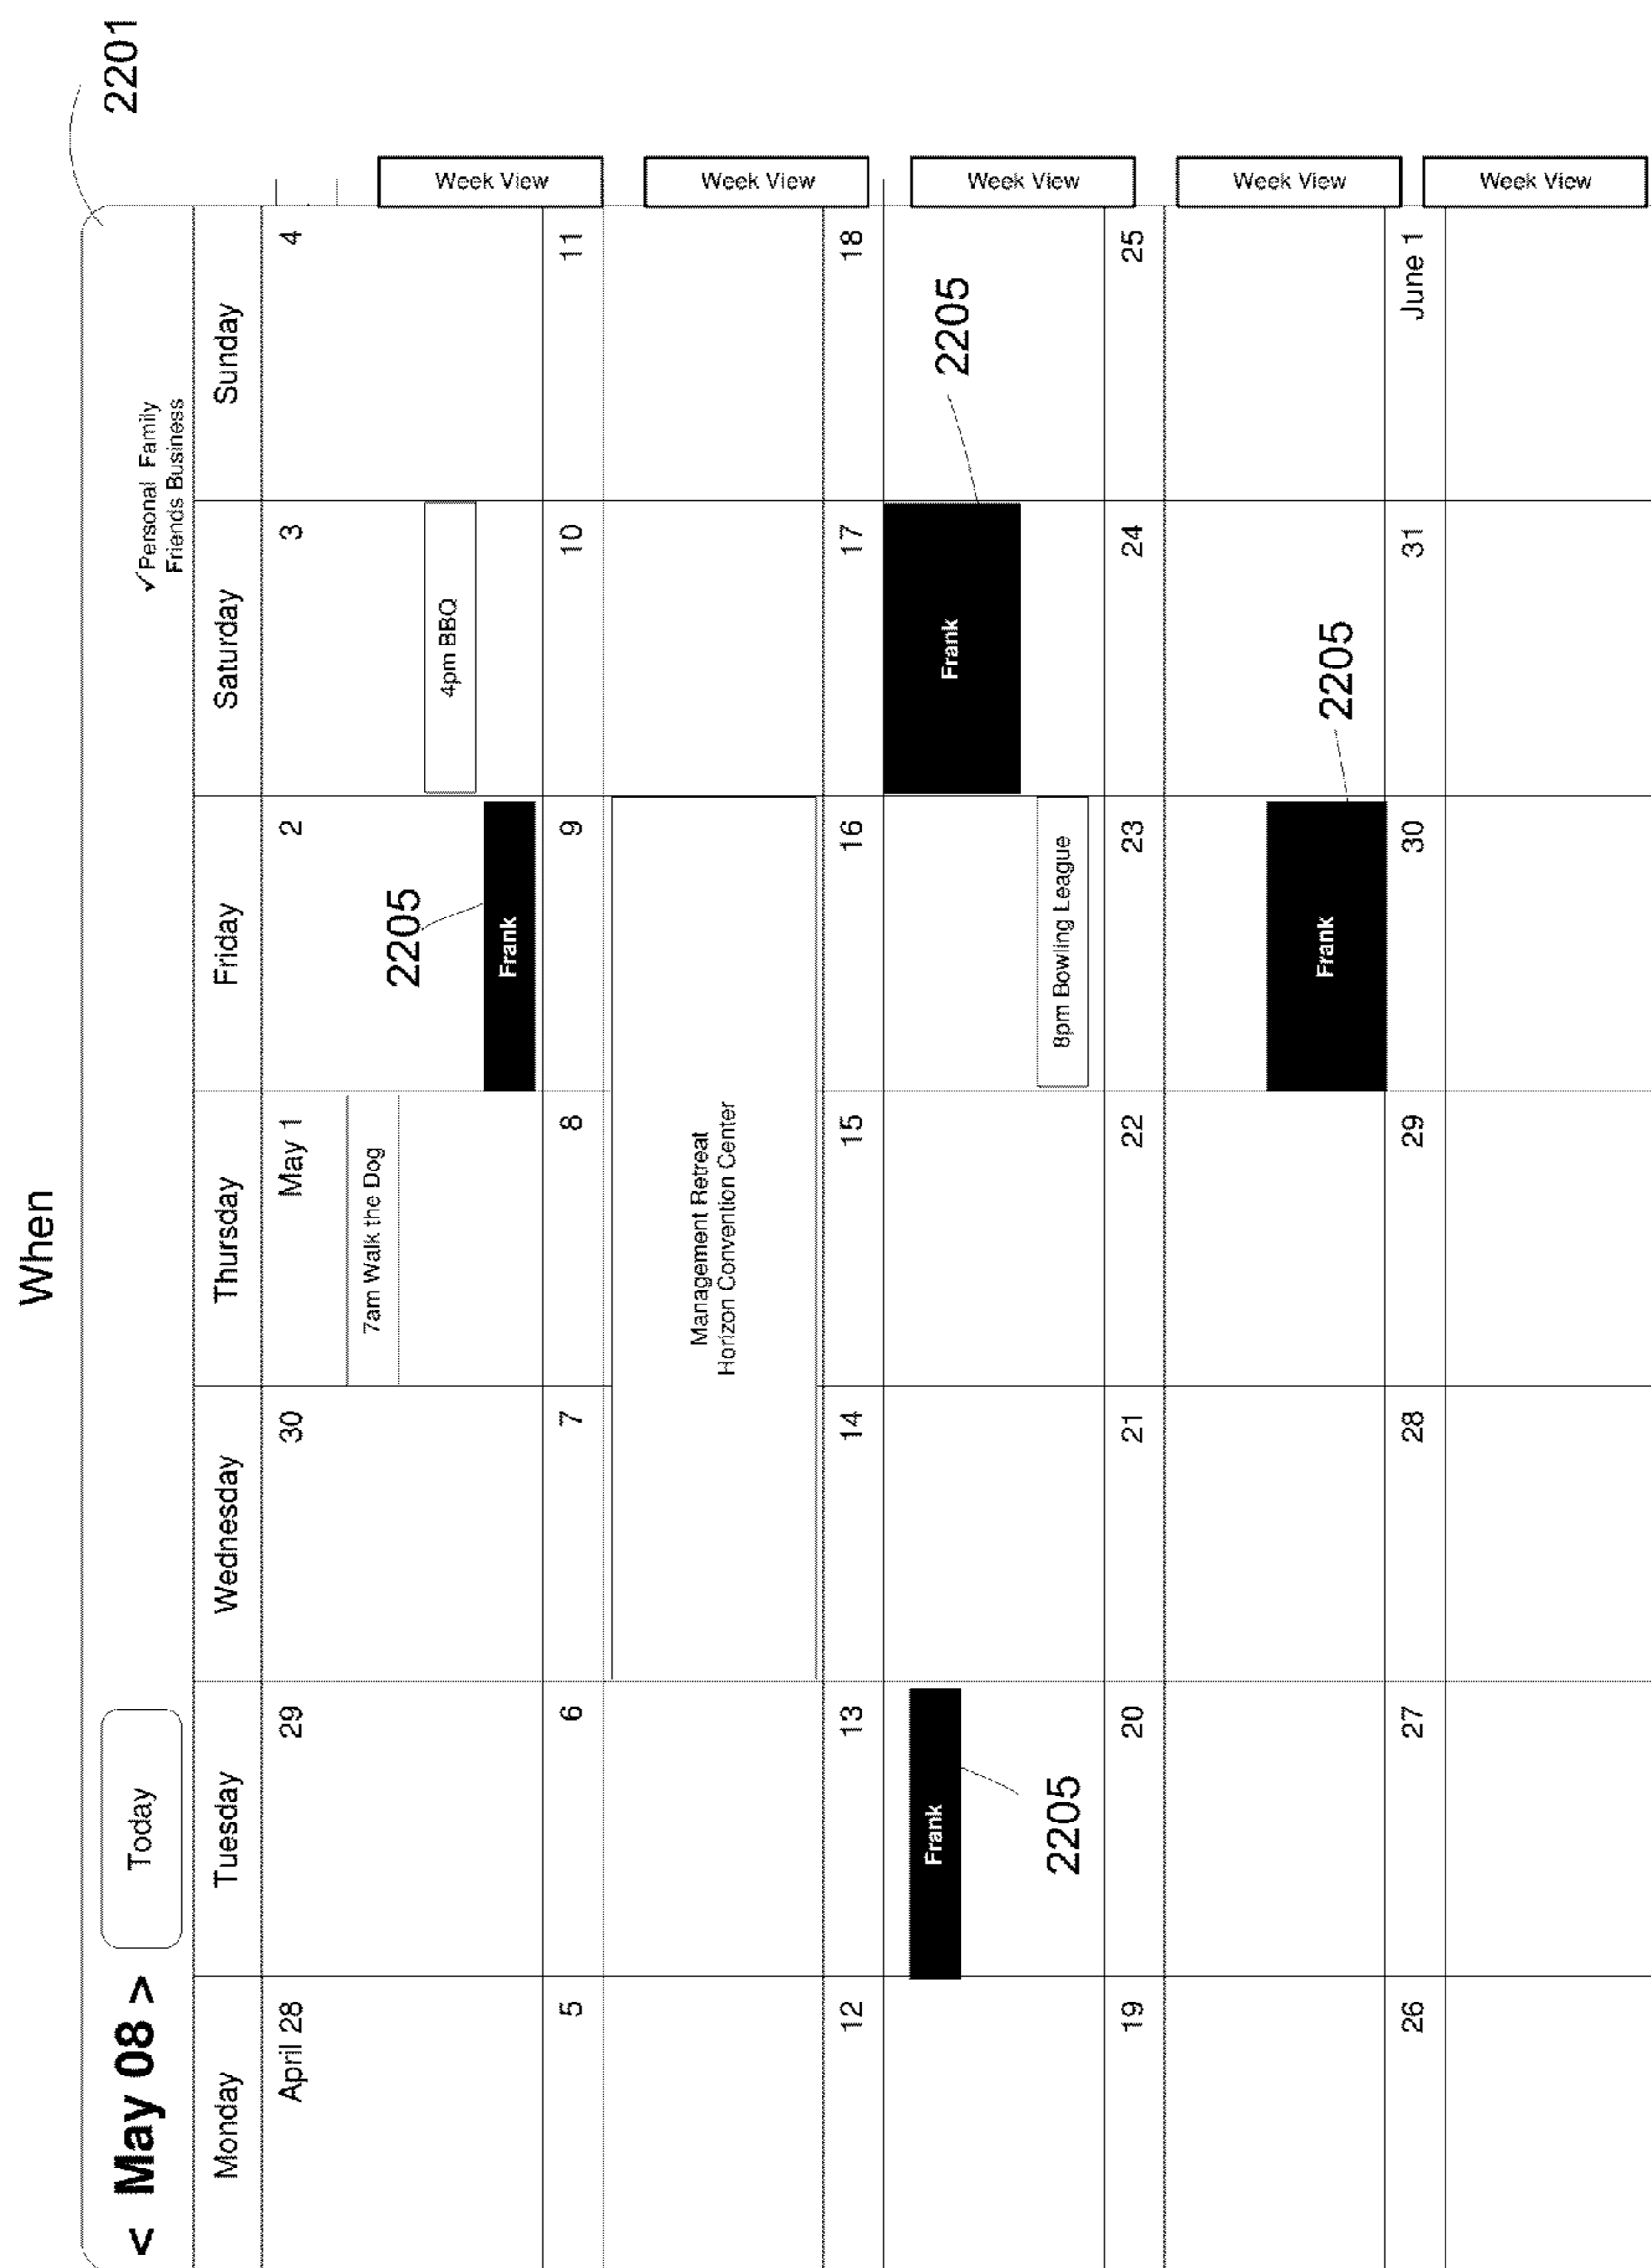 When
2201
< May 08 >
Today
✓Personal Family
Friends Business
Monday Tuesday Wednesday Thursday Friday Saturday Sunday
April 28 29 30 May 1 2 3 4
7am Walk the Dog
4pm BBQ
2205
Frank
Week View
5 6 7 8 9 10 11
Management Retreat
Horizon Convention Center
Week View
12 13 14 15 16 17 18
Frank
2205
8pm Bowling League
Frank
2205
Week View
19 20 21 22 23 24 25
Frank
2205
Week View
26 27 28 29 30 31 June 1
Week View